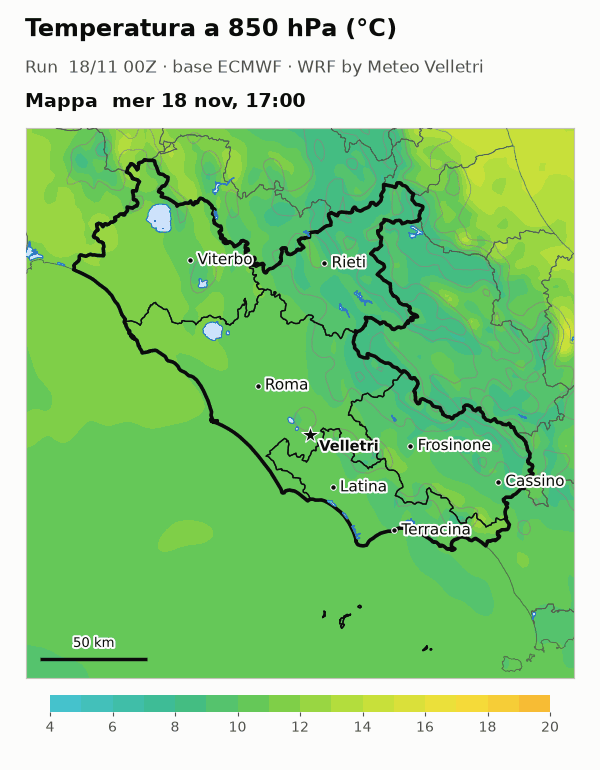 Temperatura a 850 hPa (°C)
Run  18/11 00Z · base ECMWF · WRF by Meteo Velletri
Mappa  mer 18 nov, 17:00
Viterbo
Rieti
Roma
Velletri
Frosinone
Latina
Cassino
Terracina
50 km
4 6 8 10 12 14 16 18 20